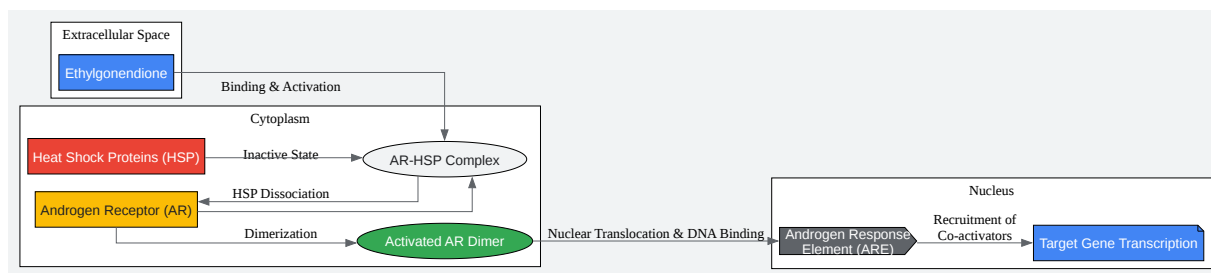 Extracellular Space
Ethylgonendione
Binding & Activation
Cytoplasm
Heat Shock Proteins (HSP)
Inactive State
AR-HSP Complex
HSP Dissociation
Androgen Receptor (AR)
Dimerization
Activated AR Dimer
Nuclear Translocation & DNA Binding
Nucleus
Androgen Response
Element (ARE)
Recruitment of
Co-activators
Target Gene Transcription